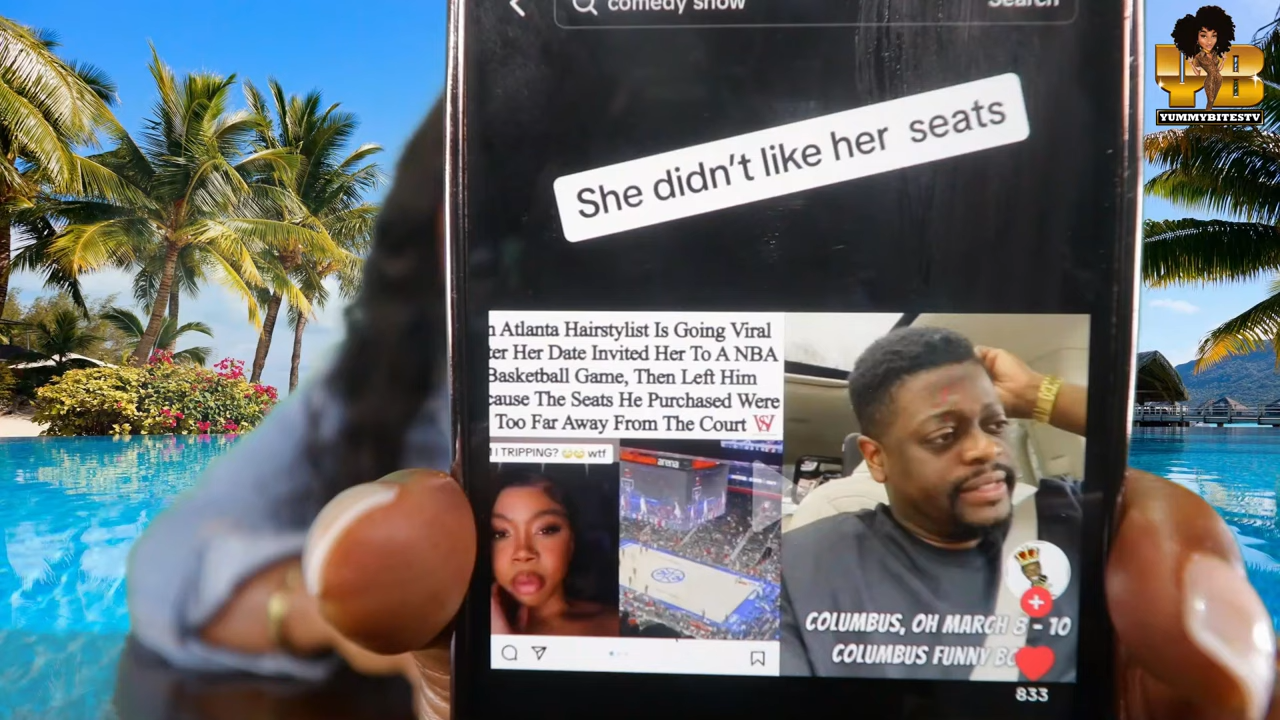 comedy show
Search
YB
YUMMYBITESTV
She didn't like her seats
n Atlanta Hairstylist Is Going Viral
ter Her Date Invited Her To A NBA
Basketball Game, Then Left Him
cause The Seats He Purchased Were
Too Far Away From The Court
I TRIPPING? 😂😂 wtf
arena
COLUMBUS, OH MARCH 8 - 10
COLUMBUS FUNNY BO
833